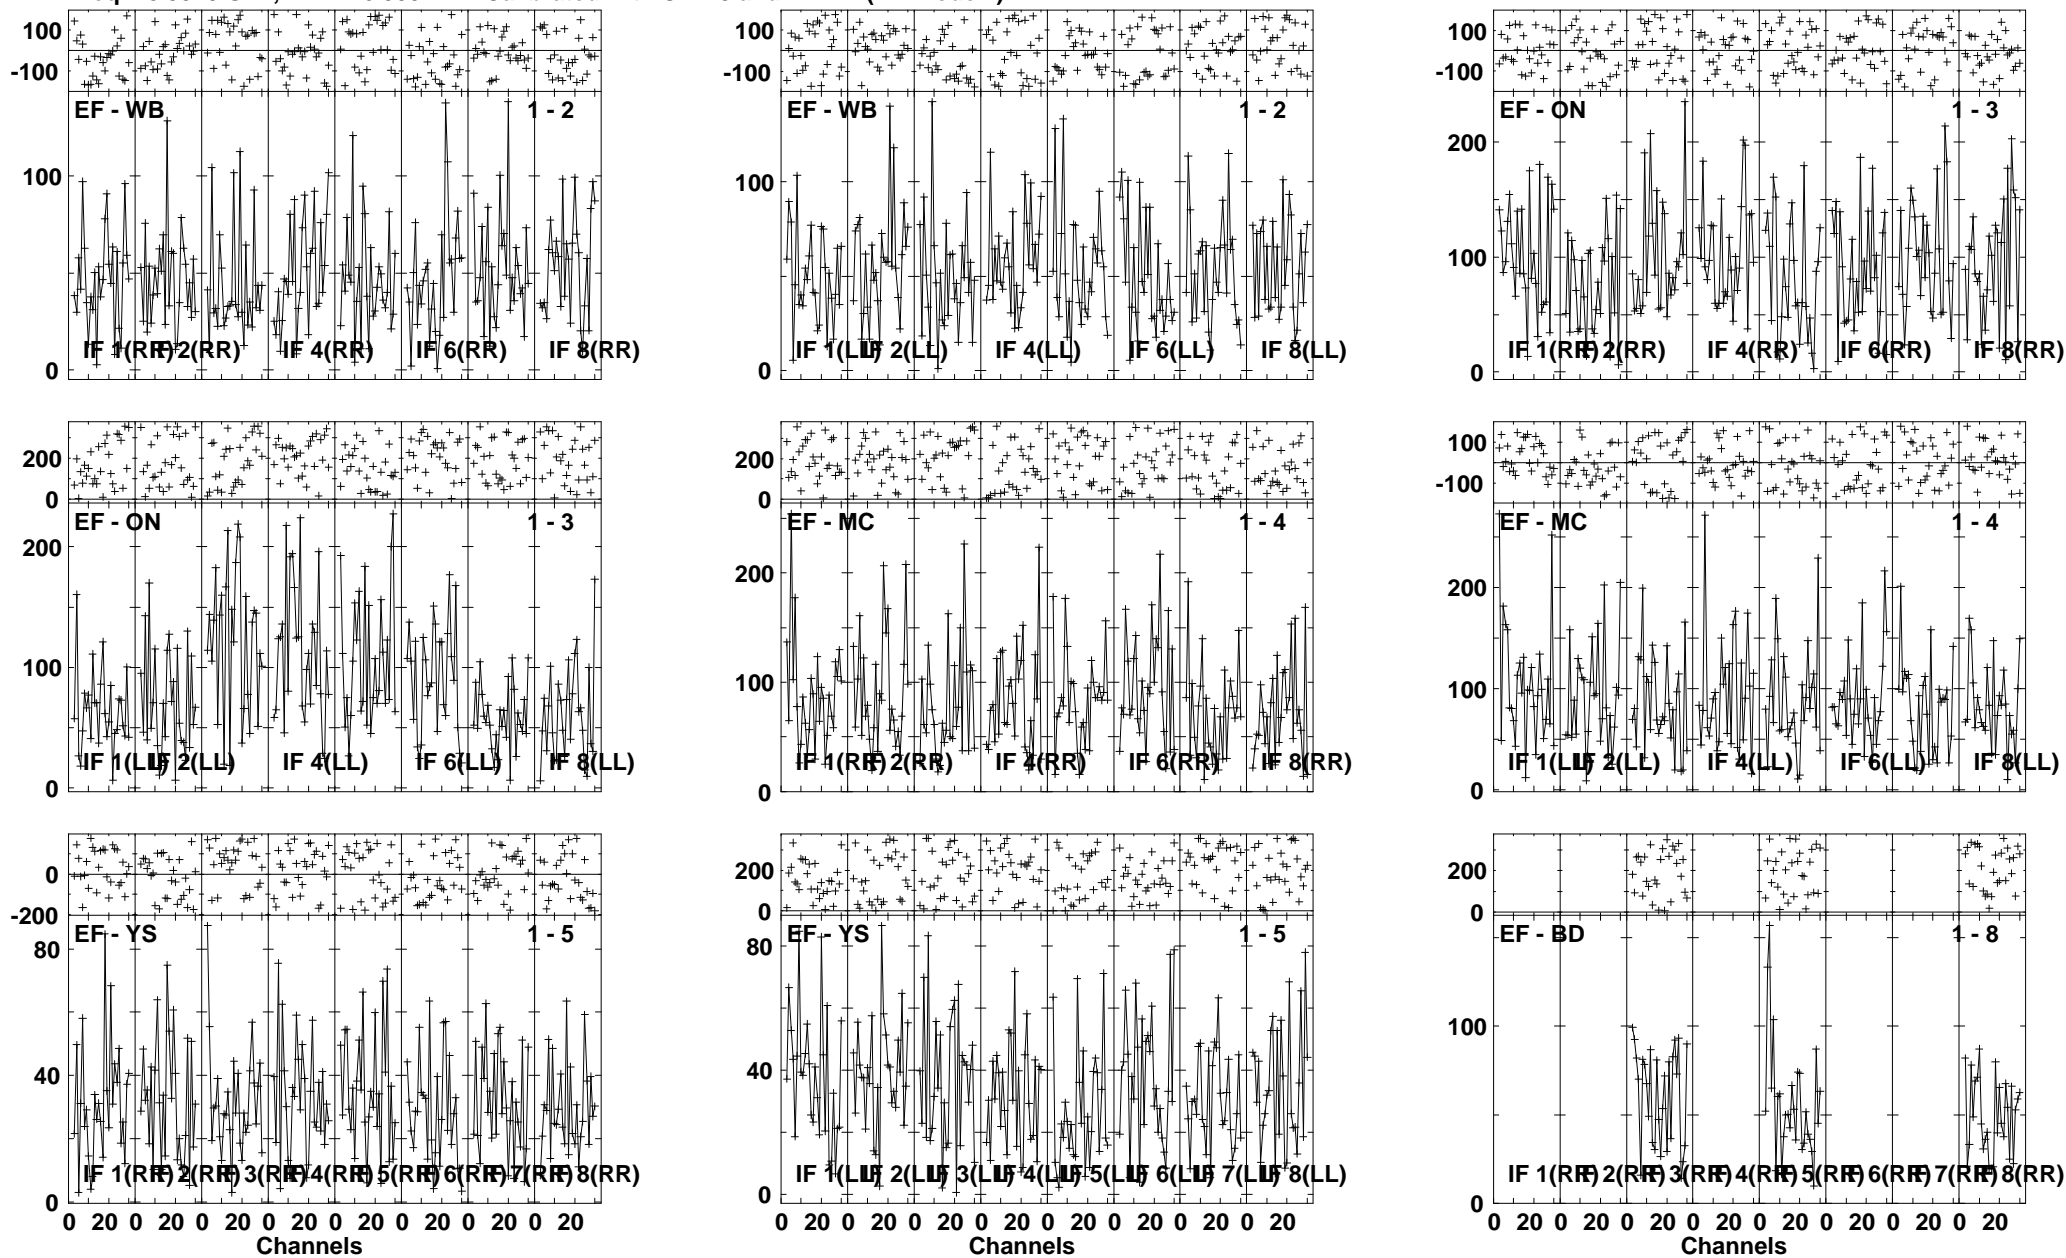 100
-100
EF - WB 1 - 2
100
0
IF 1(RR) IF 2(RR) IF 4(RR) IF 6(RR) IF 8(RR)
100
-100
EF - WB 1 - 2
100
0
IF 1(LL) IF 2(LL) IF 4(LL) IF 6(LL) IF 8(LL)
100
-100
EF - ON 1 - 3
200
100
0
IF 1(RR) IF 2(RR) IF 4(RR) IF 6(RR) IF 8(RR)
200
0
EF - ON 1 - 3
200
100
0
IF 1(LL) IF 2(LL) IF 4(LL) IF 6(LL) IF 8(LL)
200
0
EF - MC 1 - 4
200
100
0
IF 1(RR) IF 2(RR) IF 4(RR) IF 6(RR) IF 8(RR)
100
-100
EF - MC 1 - 4
200
100
0
IF 1(LL) IF 2(LL) IF 4(LL) IF 6(LL) IF 8(LL)
0
-200
EF - YS 1 - 5
80
40
0
IF 1(RR) IF 2(RR) IF 3(RR) IF 4(RR) IF 5(RR) IF 6(RR) IF 7(RR) IF 8(RR)
0 20 0 20 0 20 0 20 0 20 0 20 0 20 0 20
Channels
200
0
EF - YS 1 - 5
80
40
0
IF 1(LL) IF 2(LL) IF 3(LL) IF 4(LL) IF 5(LL) IF 6(LL) IF 7(LL) IF 8(LL)
0 20 0 20 0 20 0 20 0 20 0 20 0 20 0 20
Channels
200
0
EF - BD 1 - 8
100
0
IF 1(RR) IF 2(RR) IF 3(RR) IF 4(RR) IF 5(RR) IF 6(RR) IF 7(RR) IF 8(RR)
0 20 0 20 0 20 0 20 0 20 0 20 0 20 0 20
Channels